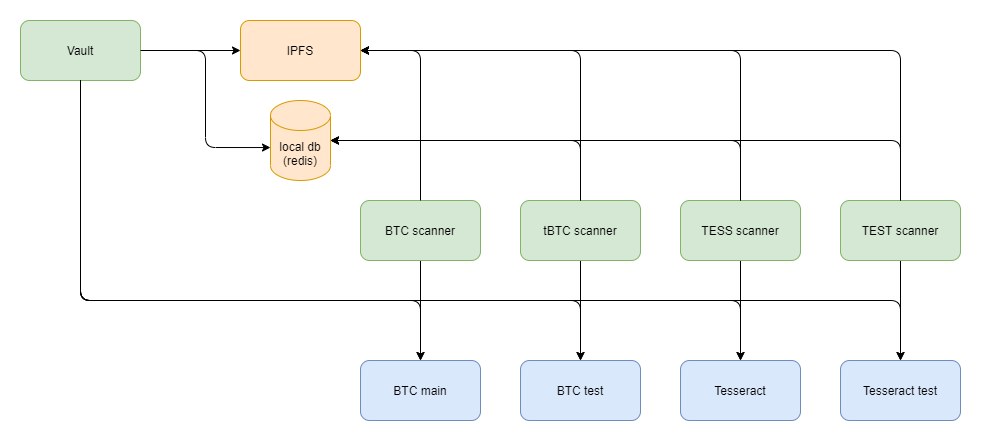 Vault
IPFS
local db
(redis)
BTC scanner
tBTC scanner
TESS scanner
TEST scanner
BTC main
BTC test
Tesseract
Tesseract test